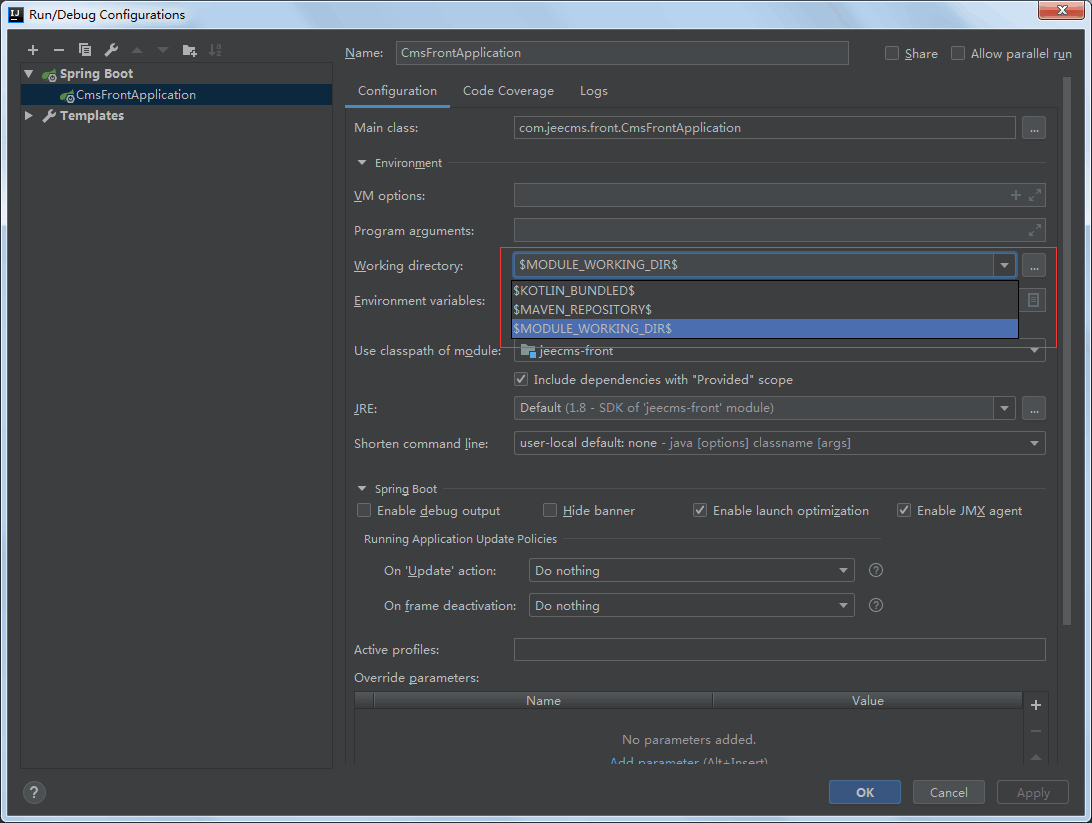 Run/Debug Configurations
Name: CmsFrontApplication Share Allow parallel run
Spring Boot
CmsFrontApplication
Templates
Configuration Code Coverage Logs
Main class: com.jeecms.front.CmsFrontApplication ...
Environment
VM options:
Program arguments:
Working directory: $MODULE_WORKING_DIR$ ...
$KOTLIN_BUNDLED$
$MAVEN_REPOSITORY$
$MODULE_WORKING_DIR$
Environment variables:
Use classpath of module: jeecms-front
Include dependencies with "Provided" scope
JRE: Default (1.8 - SDK of 'jeecms-front' module) ...
Shorten command line: user-local default: none - java [options] classname [args]
Spring Boot
Enable debug output Hide banner Enable launch optimization Enable JMX agent
Running Application Update Policies
On 'Update' action: Do nothing ?
On frame deactivation: Do nothing ?
Active profiles:
Override parameters:
Name Value
No parameters added.
Add parameter (Alt+Insert)
? OK Cancel Apply